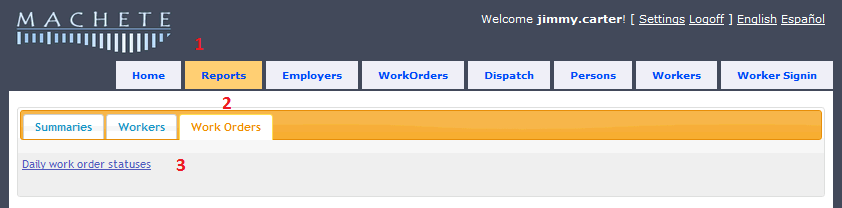 MACHETE
Welcome jimmy.carter! [ Settings Logoff ] English Español
1
Home Reports Employers WorkOrders Dispatch Persons Workers Worker Signin
2
Summaries Workers Work Orders
Daily work order statuses 3